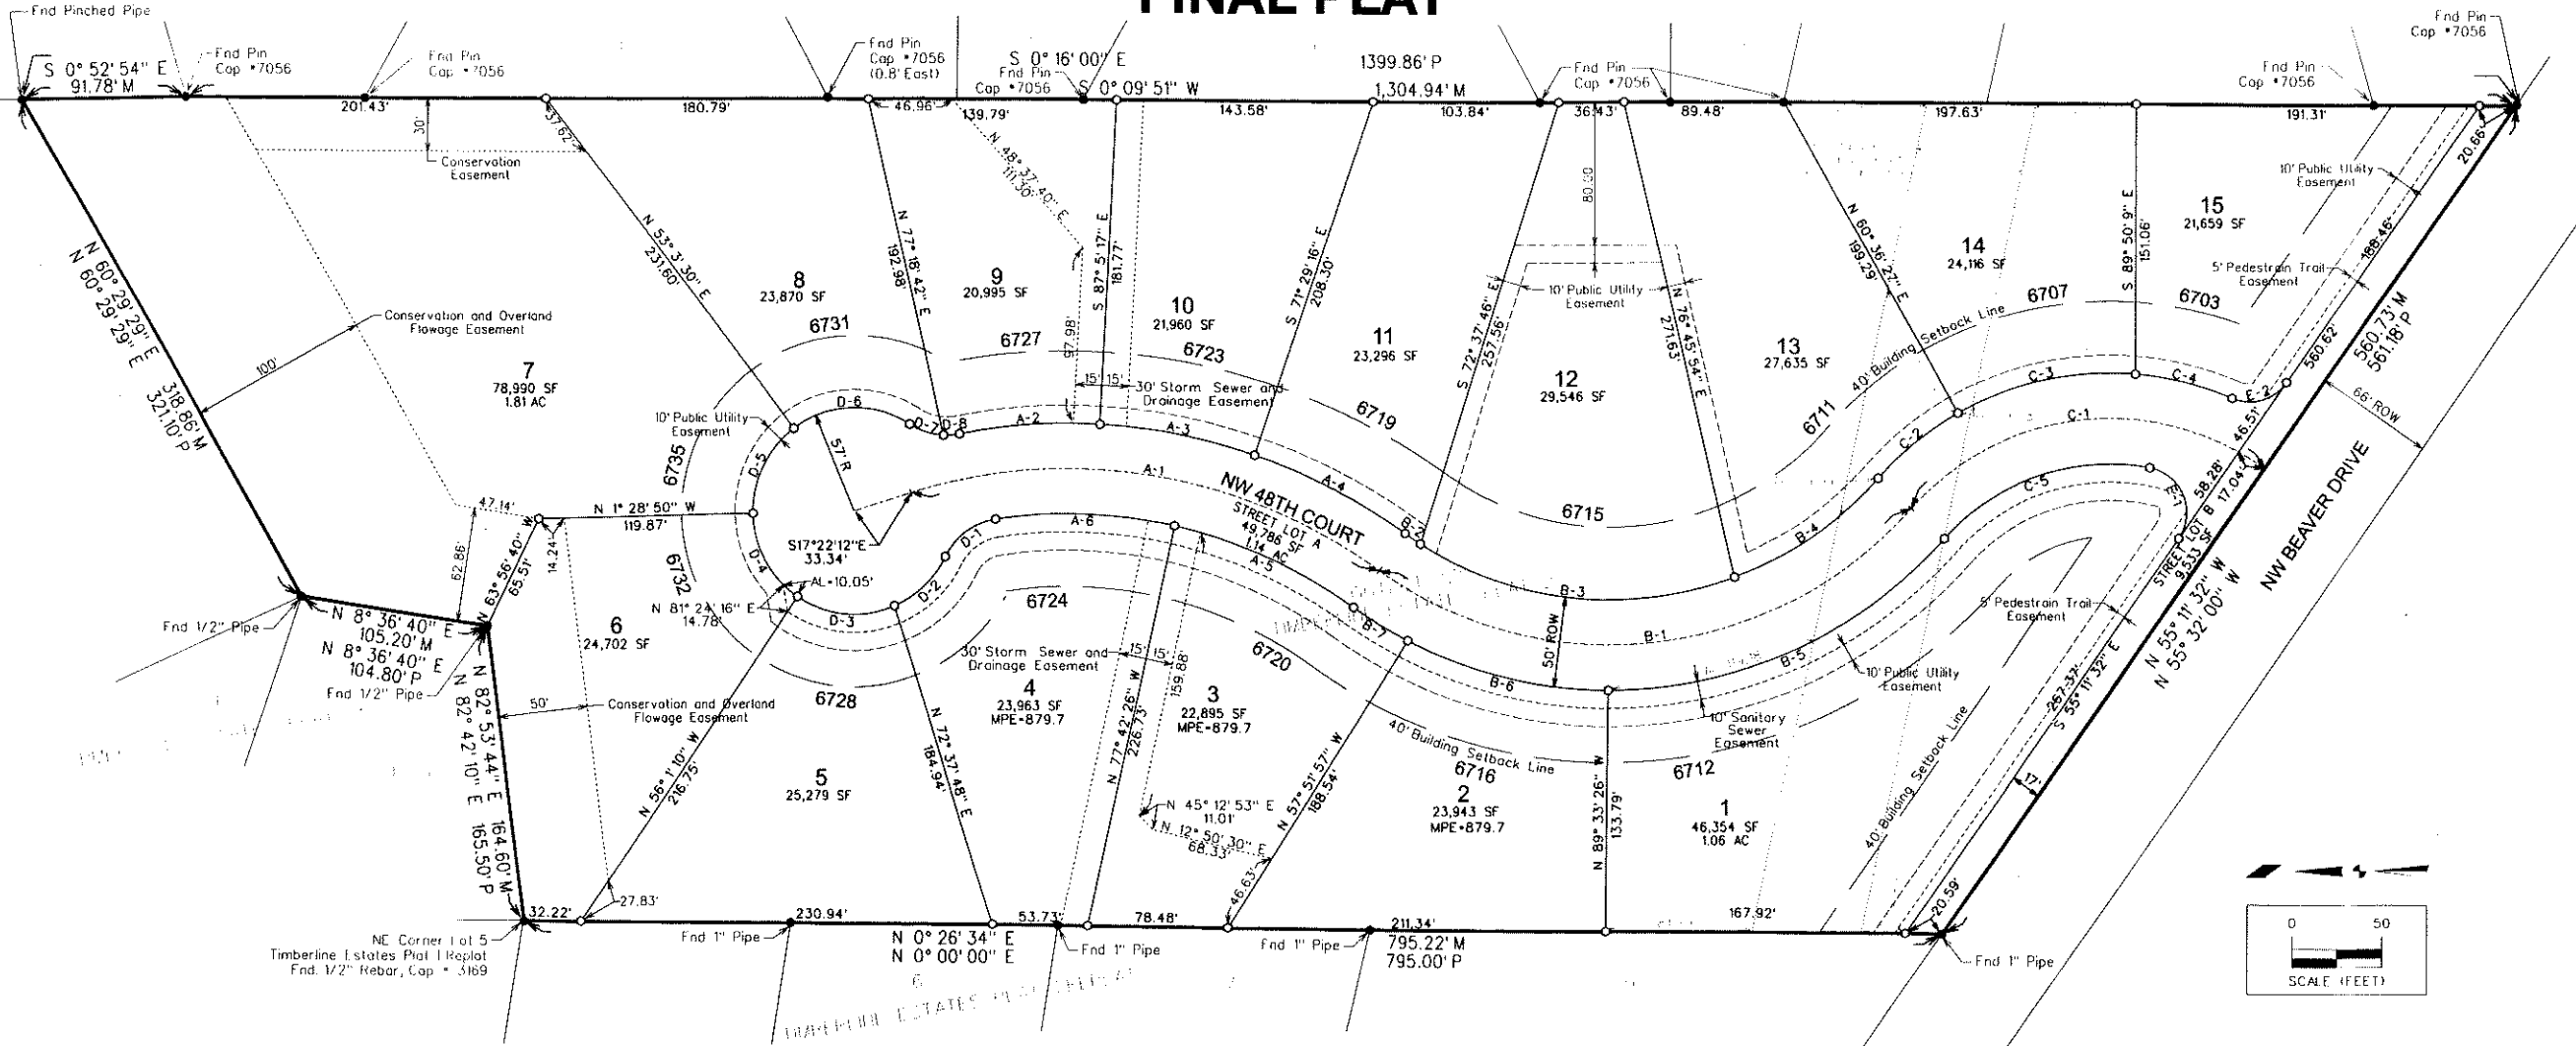 FINAL PLAT
Fnd Pinched Pipe
S 0° 52' 54" E
91.78' M
Fnd Pin
Cap *7056
Fnd Pin
Cap *7056
Fnd Pin
Cap *7056
(0.8' East)
S 0° 16' 00" E
Fnd Pin
Cap *7056
S 0° 09' 51" W
1399.86' P
1,304.94' M
Fnd Pin
Cap *7056
Fnd Pin
Cap *7056
Fnd Pin
Cap *7056
201.43'
180.79'
46.96'
139.79'
143.58'
103.84'
36.43'
89.48'
197.63'
191.31'
20.66'
30'
Conservation
Easement
37.62'
N 53° 3' 30" E
231.60'
N 77° 18' 42" E
192.98'
N 48° 37' 40" E
111.30'
S 87° 5' 17" E
181.77'
97.98'
S 71° 29' 16" E
208.30'
S 72° 37' 46" E
257.56'
80.00
10' Public Utility
Easement
N 76° 45' 54" E
271.63'
N 60° 36' 27" E
199.29'
S 89° 50' 9" E
151.06'
10' Public Utility
Easement
188.46'
5' Pedestrain Trail
Easement
N 60° 29' 29" E
N 60° 29' 29" E
318.86' M
321.10' P
100'
Conservation and Overland
Flowage Easement
7
78,990 SF
1.81 AC
8
23,870 SF
9
20,995 SF
10
21,960 SF
11
23,296 SF
12
29,546 SF
13
27,635 SF
14
24,116 SF
15
21,659 SF
6731
6727
6723
6719
6715
6711
6707
6703
40' Building Setback Line
10' Public Utility
Easement
15' 15'
30' Storm Sewer and
Drainage Easement
D-6
D-7
D-8
A-2
A-3
A-4
B-2
B-3
B-4
C-2
C-3
C-4
E-2
C-1
560.62'
560.73' M
561.18' P
66' ROW
46.51'
58.28'
17.04'
D-5
57'R
A-1
NW 48TH COURT
STREET LOT A
49,786 SF
1.14 AC
B-1
C-5
E-1
STREET LOT B
9,533 SF
NW BEAVER DRIVE
6735
6732
47.14'
N 1° 28' 50" W
119.87'
14.24'
N 63° 56' 40" W
65.51'
62.86'
D-4
S17°22'12"E
33.34'
AL=10.05'
N 81° 24' 16" E
14.78'
D-3
D-2
D-1
A-6
A-5
B-7
B-6
B-5
50' ROW
5' Pedestrain Trail
Easement
N 55° 11' 32" W
N 55° 32' 00" W
267.37'
S 55° 11' 32" E
Fnd 1/2" Pipe
N 8° 36' 40" E
105.20' M
N 8° 36' 40" E
104.80' P
Fnd 1/2" Pipe
6
24,702 SF
6728
6724
6720
6716
6712
30' Storm Sewer and
Drainage Easement
15' 15'
159.88'
10' Public Utility
Easement
10' Sanitary
Sewer
Easement
40' Building Setback Line
40' Building Setback Line
50'
Conservation and Overland
Flowage Easement
N 82° 53' 44" E 164.60' M
N 82° 42' 10" E 165.50' P
N 56° 1' 10" W
216.75'
5
25,279 SF
N 72° 37' 48" E
184.94'
4
23,963 SF
MPE=879.7
N 77° 42' 26" W
226.73'
3
22,895 SF
MPE=879.7
N 45° 12' 53" E
11.01'
N 12° 50' 30" E
68.33'
46.63'
N 57° 51' 57" W
188.54'
2
23,943 SF
MPE=879.7
N 89° 33' 26" W
133.79'
1
46,354 SF
1.06 AC
17'
20.59'
32.22'
27.83'
230.94'
53.73'
78.48'
211.34'
167.92'
NE Corner Lot 5
Timberline Estates Plat 1 Replat
Fnd. 1/2" Rebar, Cap * 3169
Fnd 1" Pipe
N 0° 26' 34" E
N 0° 00' 00" E
Fnd 1" Pipe
Fnd 1" Pipe
795.22' M
795.00' P
Fnd 1" Pipe
0 50
SCALE (FEET)